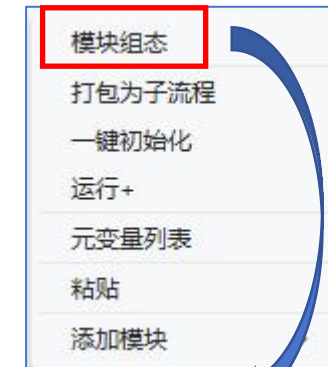 模块组态
打包为子流程
一键初始化
运行+
元变量列表
粘贴
添加模块